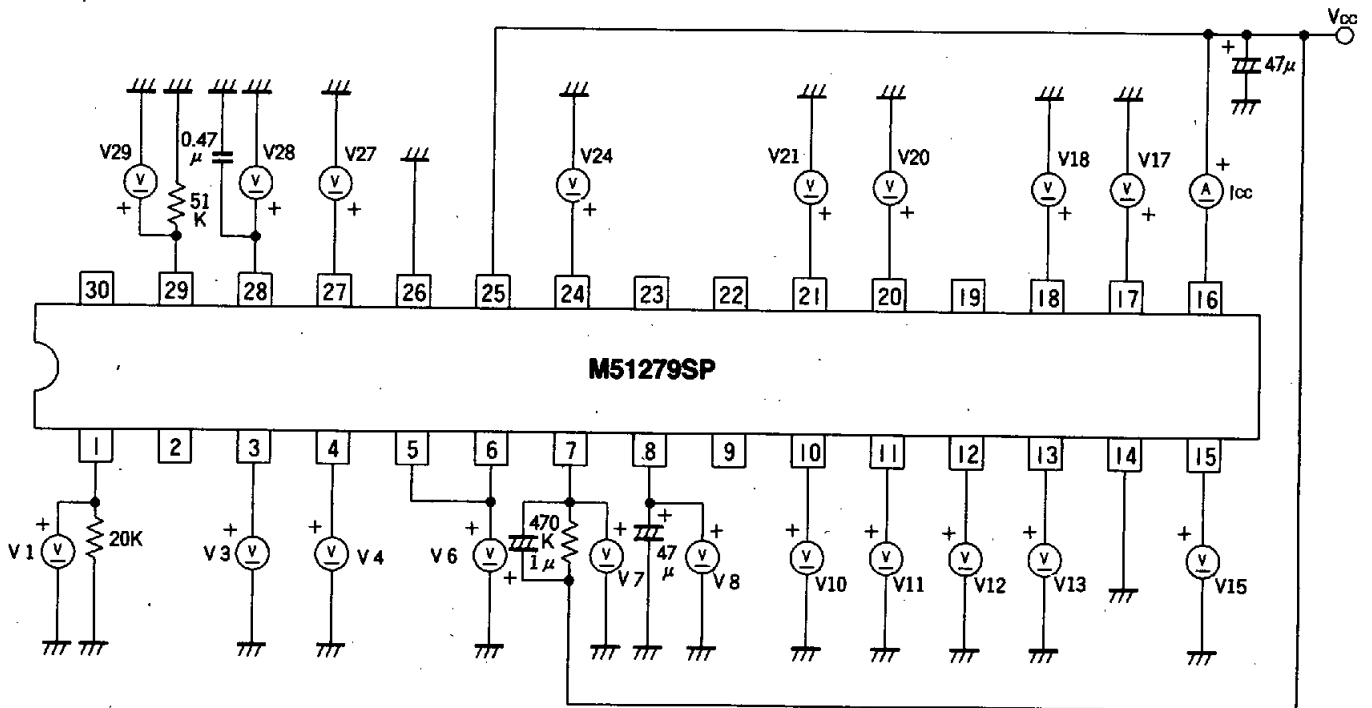 Vcc
+ 47μ
V29 + 51 K 0.47 μ V28 + V27 + V24 + V21 + V20 + V18 + V17 + A + Icc
30 29 28 27 26 25 24 23 22 21 20 19 18 17 16
M51279SP
1 2 3 4 5 6 7 8 9 10 11 12 13 14 15
V1 + V 20K V3 + V V4 + V V6 + V + 470 K 1μ V V7 + 47 μ + V V8 + V V10 + V V11 + V V12 + V V13 + V V15